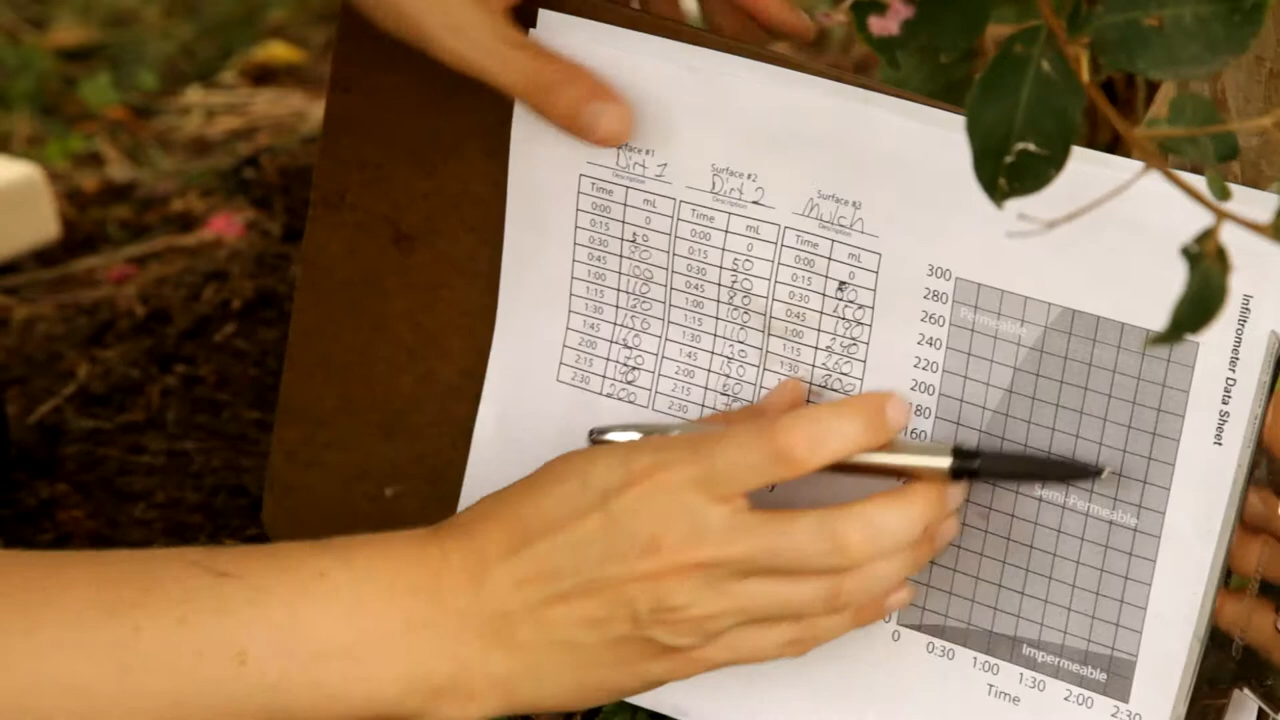 Infiltrometer Data Sheet
face #1
Dirt 1
Description
Time mL
0:00 0
0:15 50
0:30 80
0:45 100
1:00 110
1:15 120
1:30 150
1:45 160
2:00 170
2:15 190
2:30 200
Surface #2
Dirt 2
Description
Time mL
0:00 0
0:15 50
0:30 70
0:45 80
1:00 100
1:15 110
1:30 130
1:45 150
2:00 60
2:15 170
2:30
Surface #3
Mulch
Description
Time mL
0:00 0
0:15 80
0:30 150
0:45 190
1:00 240
1:15 260
1:30 300
300
280
260
240
220
200
180
160
0
Permeable
Semi-Permeable
Impermeable
0 0:30 1:00 1:30 2:00 2:30
Time